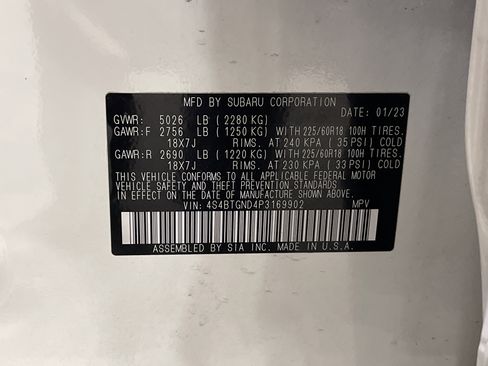 MFD BY SUBARU CORPORATION
DATE: 01/23
GVWR: 5026 LB (2280 KG)
GAWR:F 2756 LB (1250 KG) WITH 225/60R18 100H TIRES.
18X7J RIMS. AT 240 KPA (35 PSI) COLD
GAWR:R 2690 LB (1220 KG) WITH 225/60R18 100H TIRES.
18X7J RIMS. AT 230 KPA (33 PSI) COLD
THIS VEHICLE CONFORMS TO ALL APPLICABLE FEDERAL MOTOR
VEHICLE SAFETY AND BUMPER STANDARDS
IN EFFECT ON THE DATE OF MANUFACTURE SHOWN ABOVE.
VIN: 4S4BTGND4P3169902 MPV
ASSEMBLED BY SIA INC. MADE IN U.S.A.